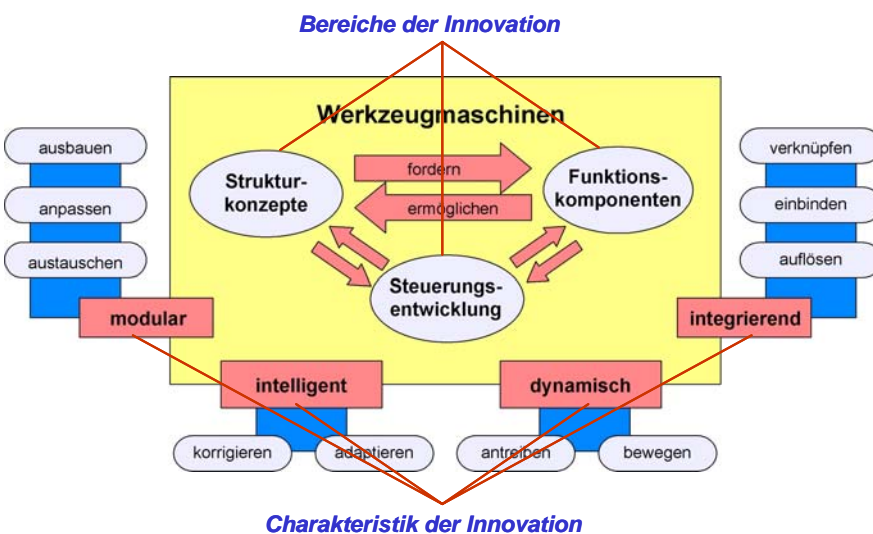 Bereiche der Innovation
Werkzeugmaschinen
ausbauen
anpassen
austauschen
modular
Struktur-
konzepte
fordern
ermöglichen
Funktions-
komponenten
Steuerungs-
entwicklung
verknüpfen
einbinden
auflösen
integrierend
intelligent
korrigieren
adaptieren
dynamisch
antreiben
bewegen
Charakteristik der Innovation